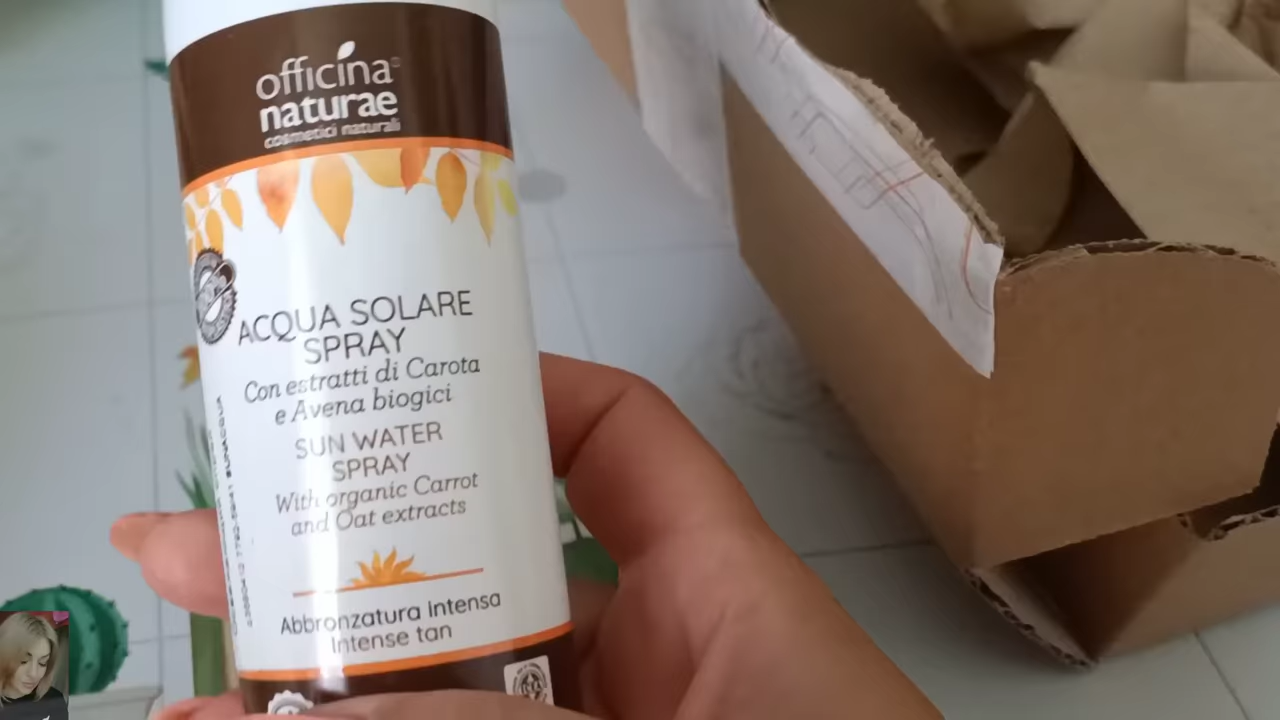 officina
naturae
cosmetici naturali
ACQUA SOLARE
SPRAY
Con estratti di Carota
e Avena biogici
SUN WATER
SPRAY
With organic Carrot
and Oat extracts
Abbronzatura intensa
Intense tan